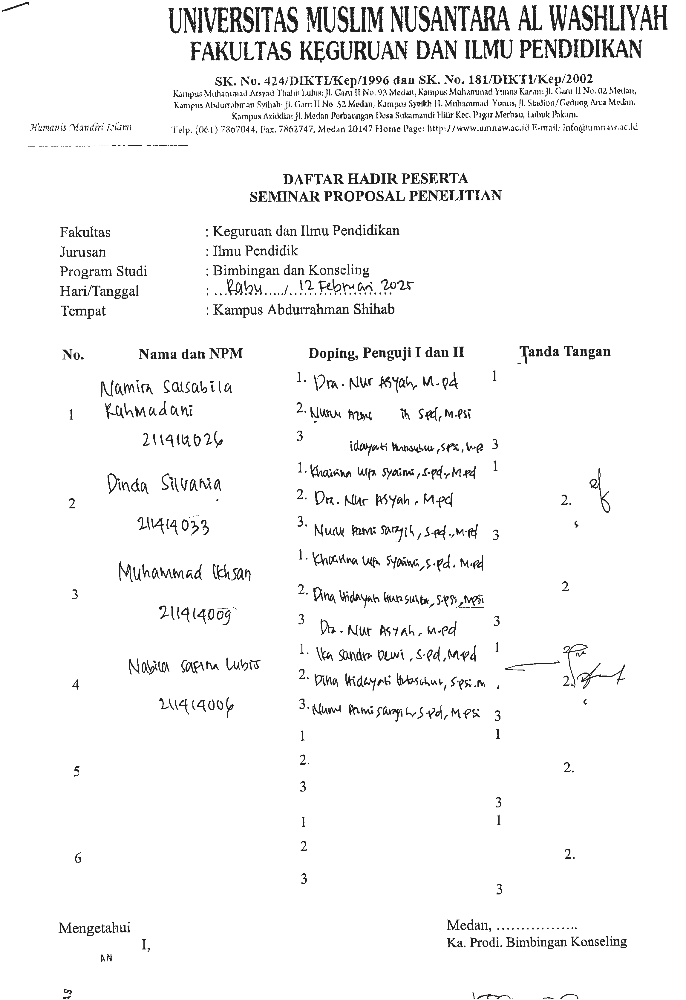 UNIVERSITAS MUSLIM NUSANTARA AL WASHLIYAH
FAKULTAS KEGURUAN DAN ILMU PENDIDIKAN
SK. No. 424/DIKTI/Kep/1996 dan SK. No. 181/DIKTI/Kep/2002
Kampus Muhammad Arsyad Thalib Lubis: Jl. Garu II No. 93 Medan, Kampus Mohammad Yunus Karim: Jl. Garu II No. 02 Medan,
Kampus Abdurrahman Syihab: Jl. Garu II No 52 Medan, Kampus Syeikh H. Muhammad Yunus, Jl. Stadion/Gedung Arca Medan,
Kampus Aziddin: Jl. Medan Perbaungan Desa Sukamandi Hilir Kec. Pagar Merbau, Lubuk Pakam.
Humanis Mandiri Islami
Telp. (061) 7867044, Fax. 7862747, Medan 20147 Home Page: http://www.umnaw.ac.id E-mail: info@umnaw.ac.id
DAFTAR HADIR PESERTA
SEMINAR PROPOSAL PENELITIAN
Fakultas : Keguruan dan Ilmu Pendidikan
Jurusan : Ilmu Pendidik
Program Studi : Bimbingan dan Konseling
Hari/Tanggal : Rabu / 12 Februari 2025
Tempat : Kampus Abdurrahman Shihab
No. Nama dan NPM Doping, Penguji I dan II Tanda Tangan
Namira Salsabila 1. Dra. Nur Asyah, M.pd 1
1 Rahmadani 2. Nurul Azmi ih Spd, M.psi
211414026 3 idayati Hutasuhut, SPsi, M.P 3
1. Khairina Ulfa Syaimi, S.pd., M.pd 1
Dinda Silvania
2 2. Dra. Nur Asyah, M.pd 2.
211414033 3. Nurul Azmi Saragih, S.pd., M.pd 3
1. Khairina Ulfa Syaimi, S.pd. M.pd
Muhammad Ikhsan
3 2. Dina Hidayati Hutasuhut, S.psi, Mpsi 2
211414009 3 Dra. Nur Asyah, M.pd 3
1. Ika Sandra Dewi, S.pd, M.pd 1
Nabila Safina Lubis
4 2. Dina Hidayati Hutasuhut, S.psi.M 2.
211414006 3. Nurul Azmi Saragih, S.Pd, M.Psi 3
1 1
5 2. 2.
3
3
1 1
6 2 2.
3
3
Mengetahui Medan, .................
I, Ka. Prodi. Bimbingan Konseling
AN
AS